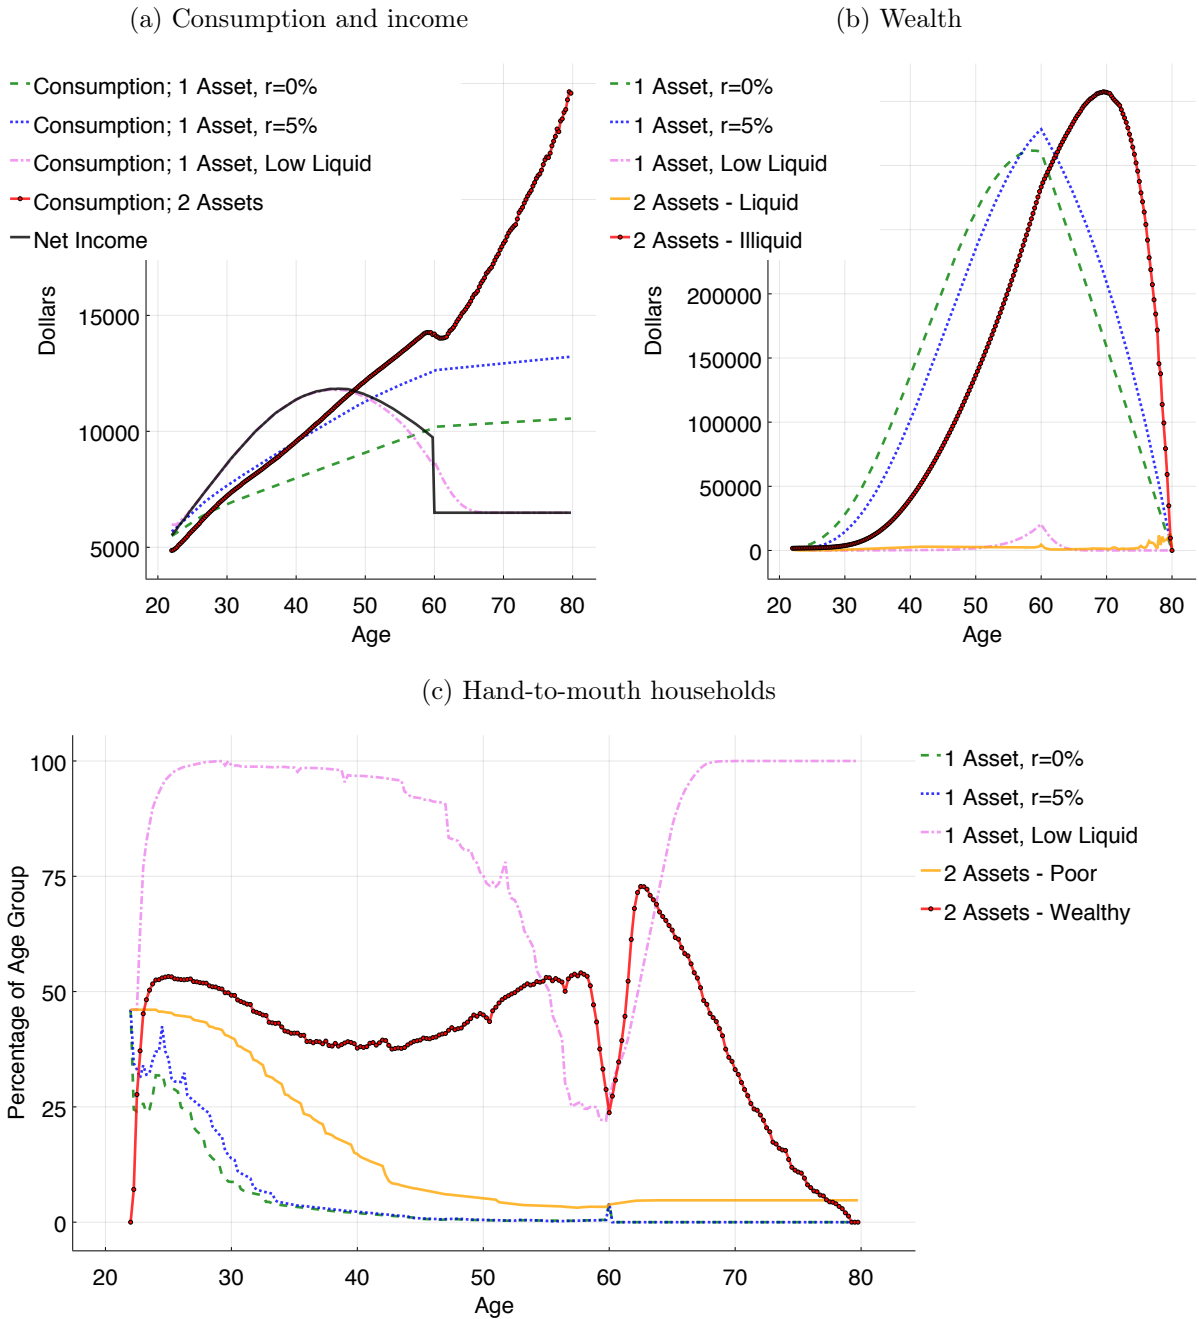 (a) Consumption and income
Consumption; 1 Asset, r=0%
Consumption; 1 Asset, r=5%
Consumption; 1 Asset, Low Liquid
Consumption; 2 Assets
Net Income
Dollars
15000
10000
5000
20 30 40 50 60 70 80
Age
(b) Wealth
1 Asset, r=0%
1 Asset, r=5%
1 Asset, Low Liquid
2 Assets - Liquid
2 Assets - Illiquid
Dollars
200000
150000
100000
50000
0
20 30 40 50 60 70 80
Age
(c) Hand-to-mouth households
Percentage of Age Group
100
75
50
25
0
20 30 40 50 60 70 80
Age
1 Asset, r=0%
1 Asset, r=5%
1 Asset, Low Liquid
2 Assets - Poor
2 Assets - Wealthy